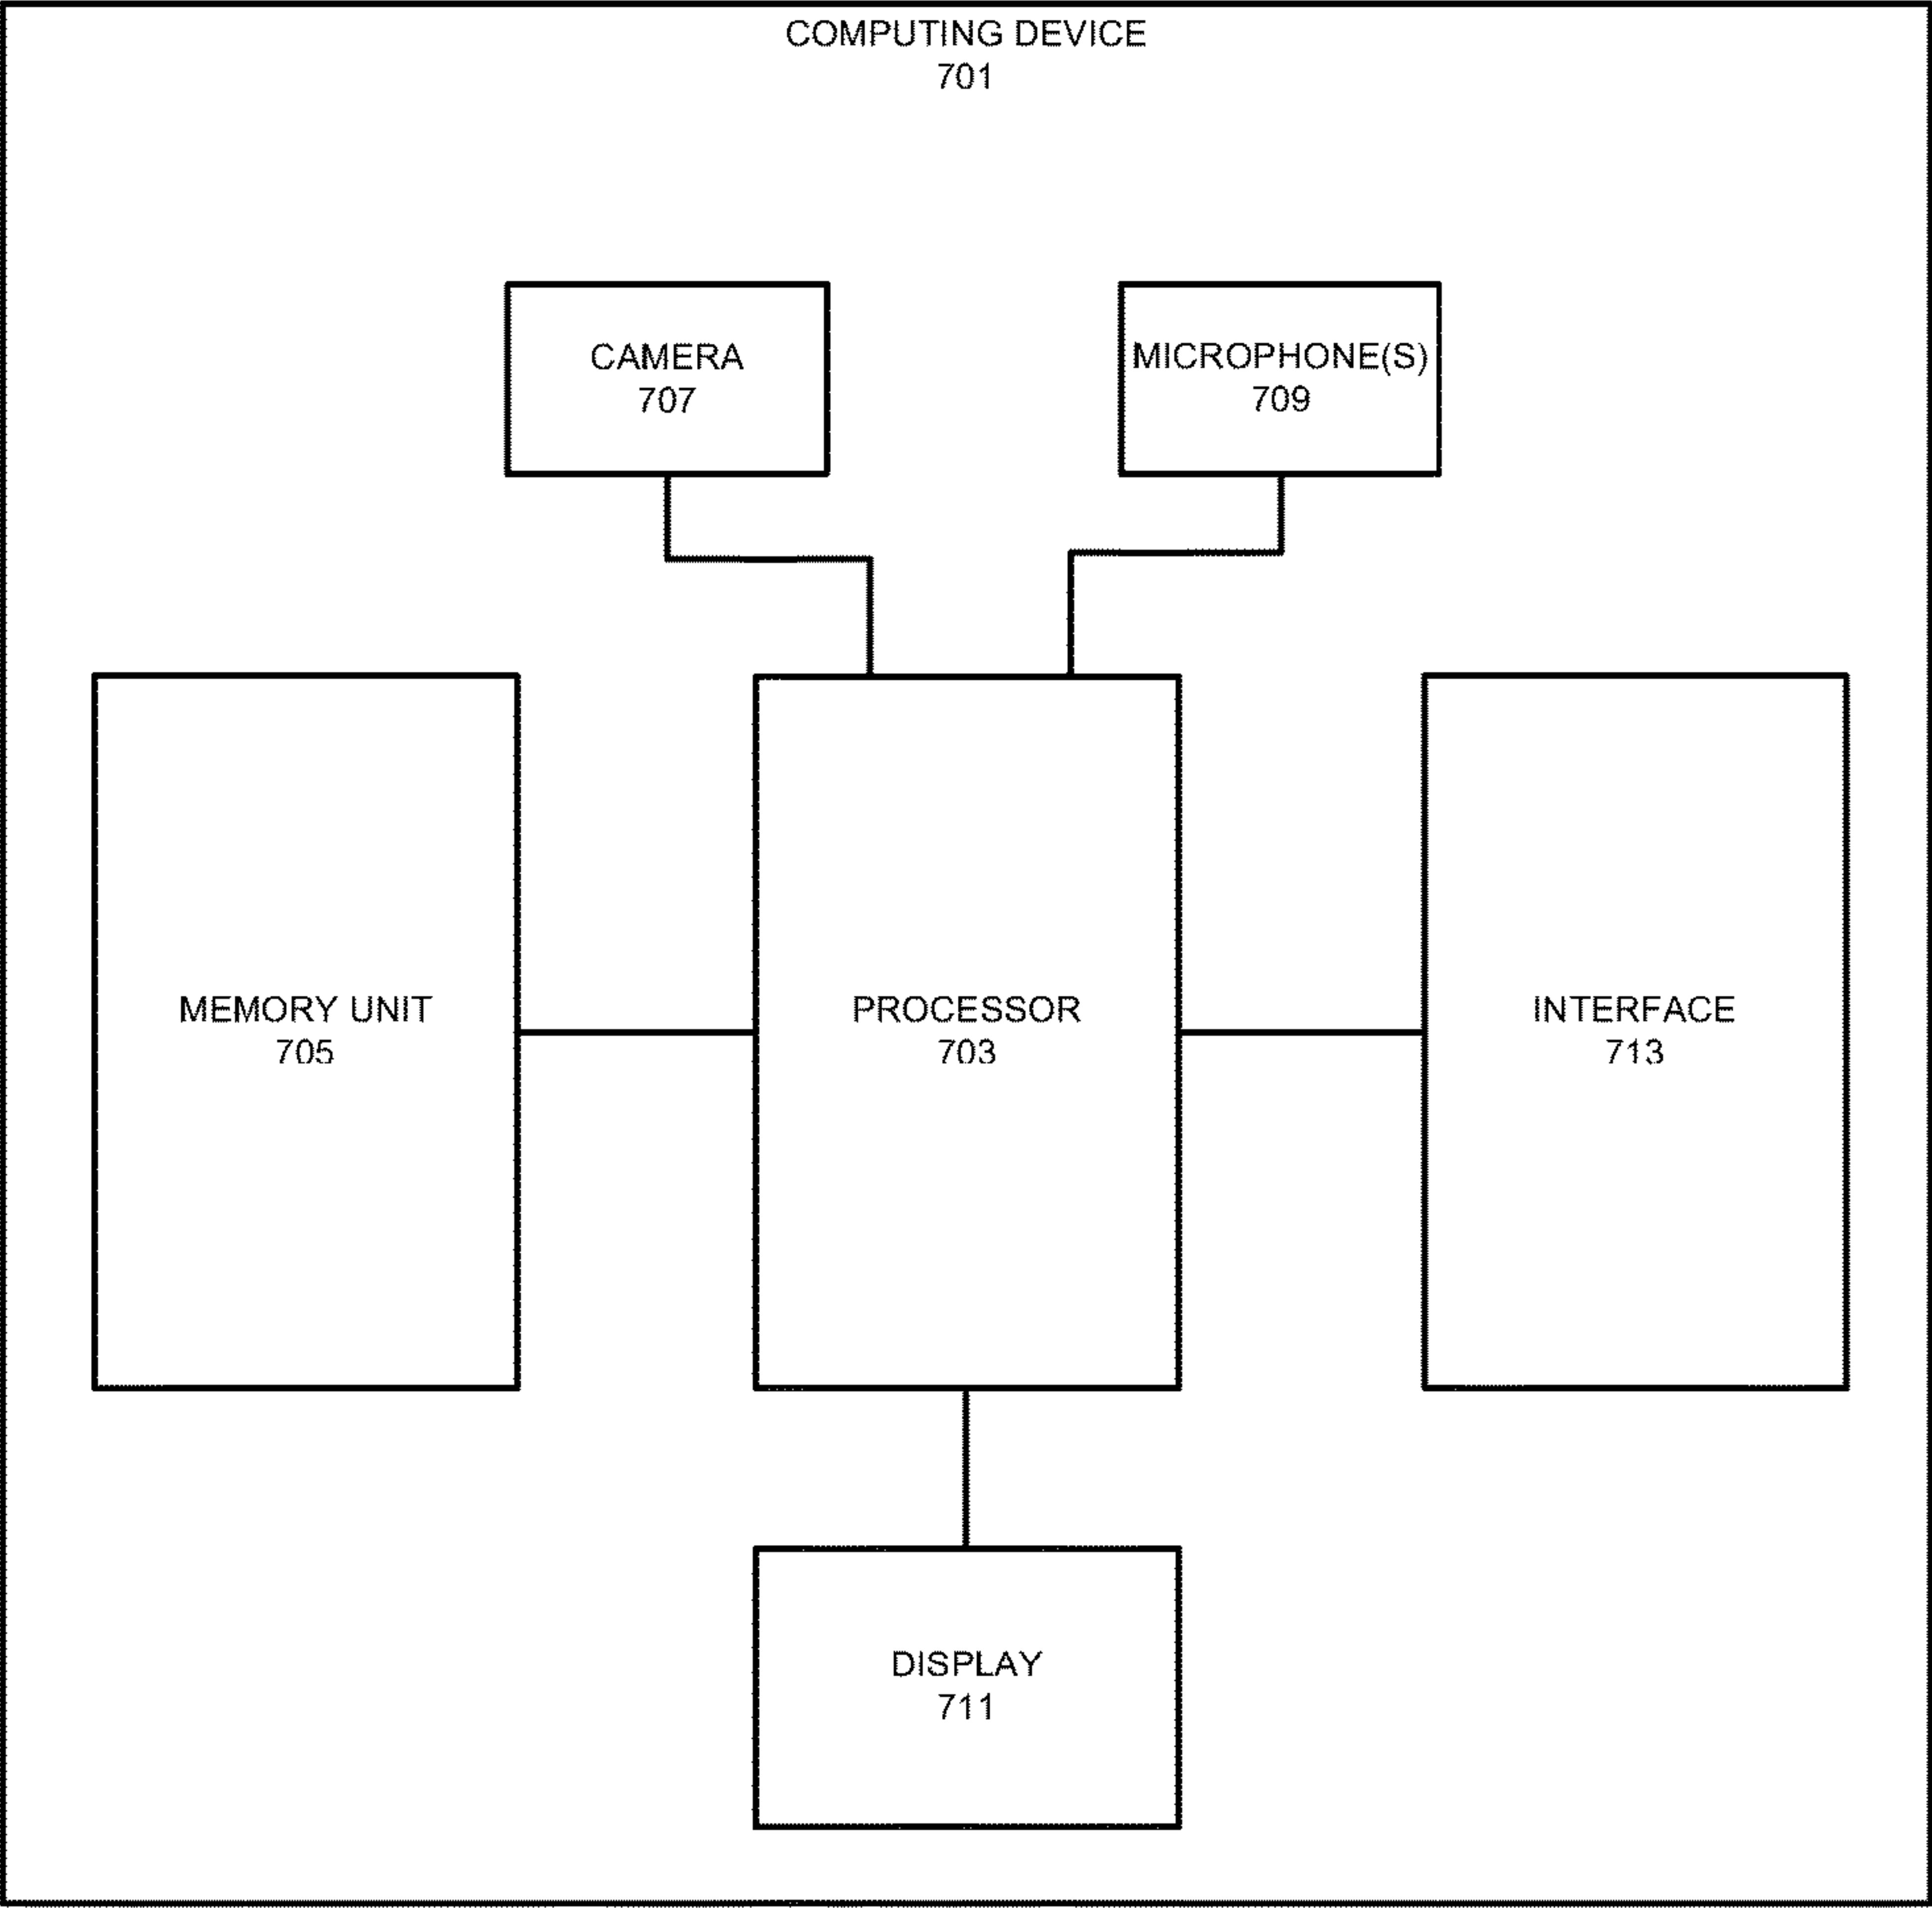 COMPUTING DEVICE
701
CAMERA
707
MICROPHONE(S)
709
MEMORY UNIT
705
PROCESSOR
703
INTERFACE
713
DISPLAY
711